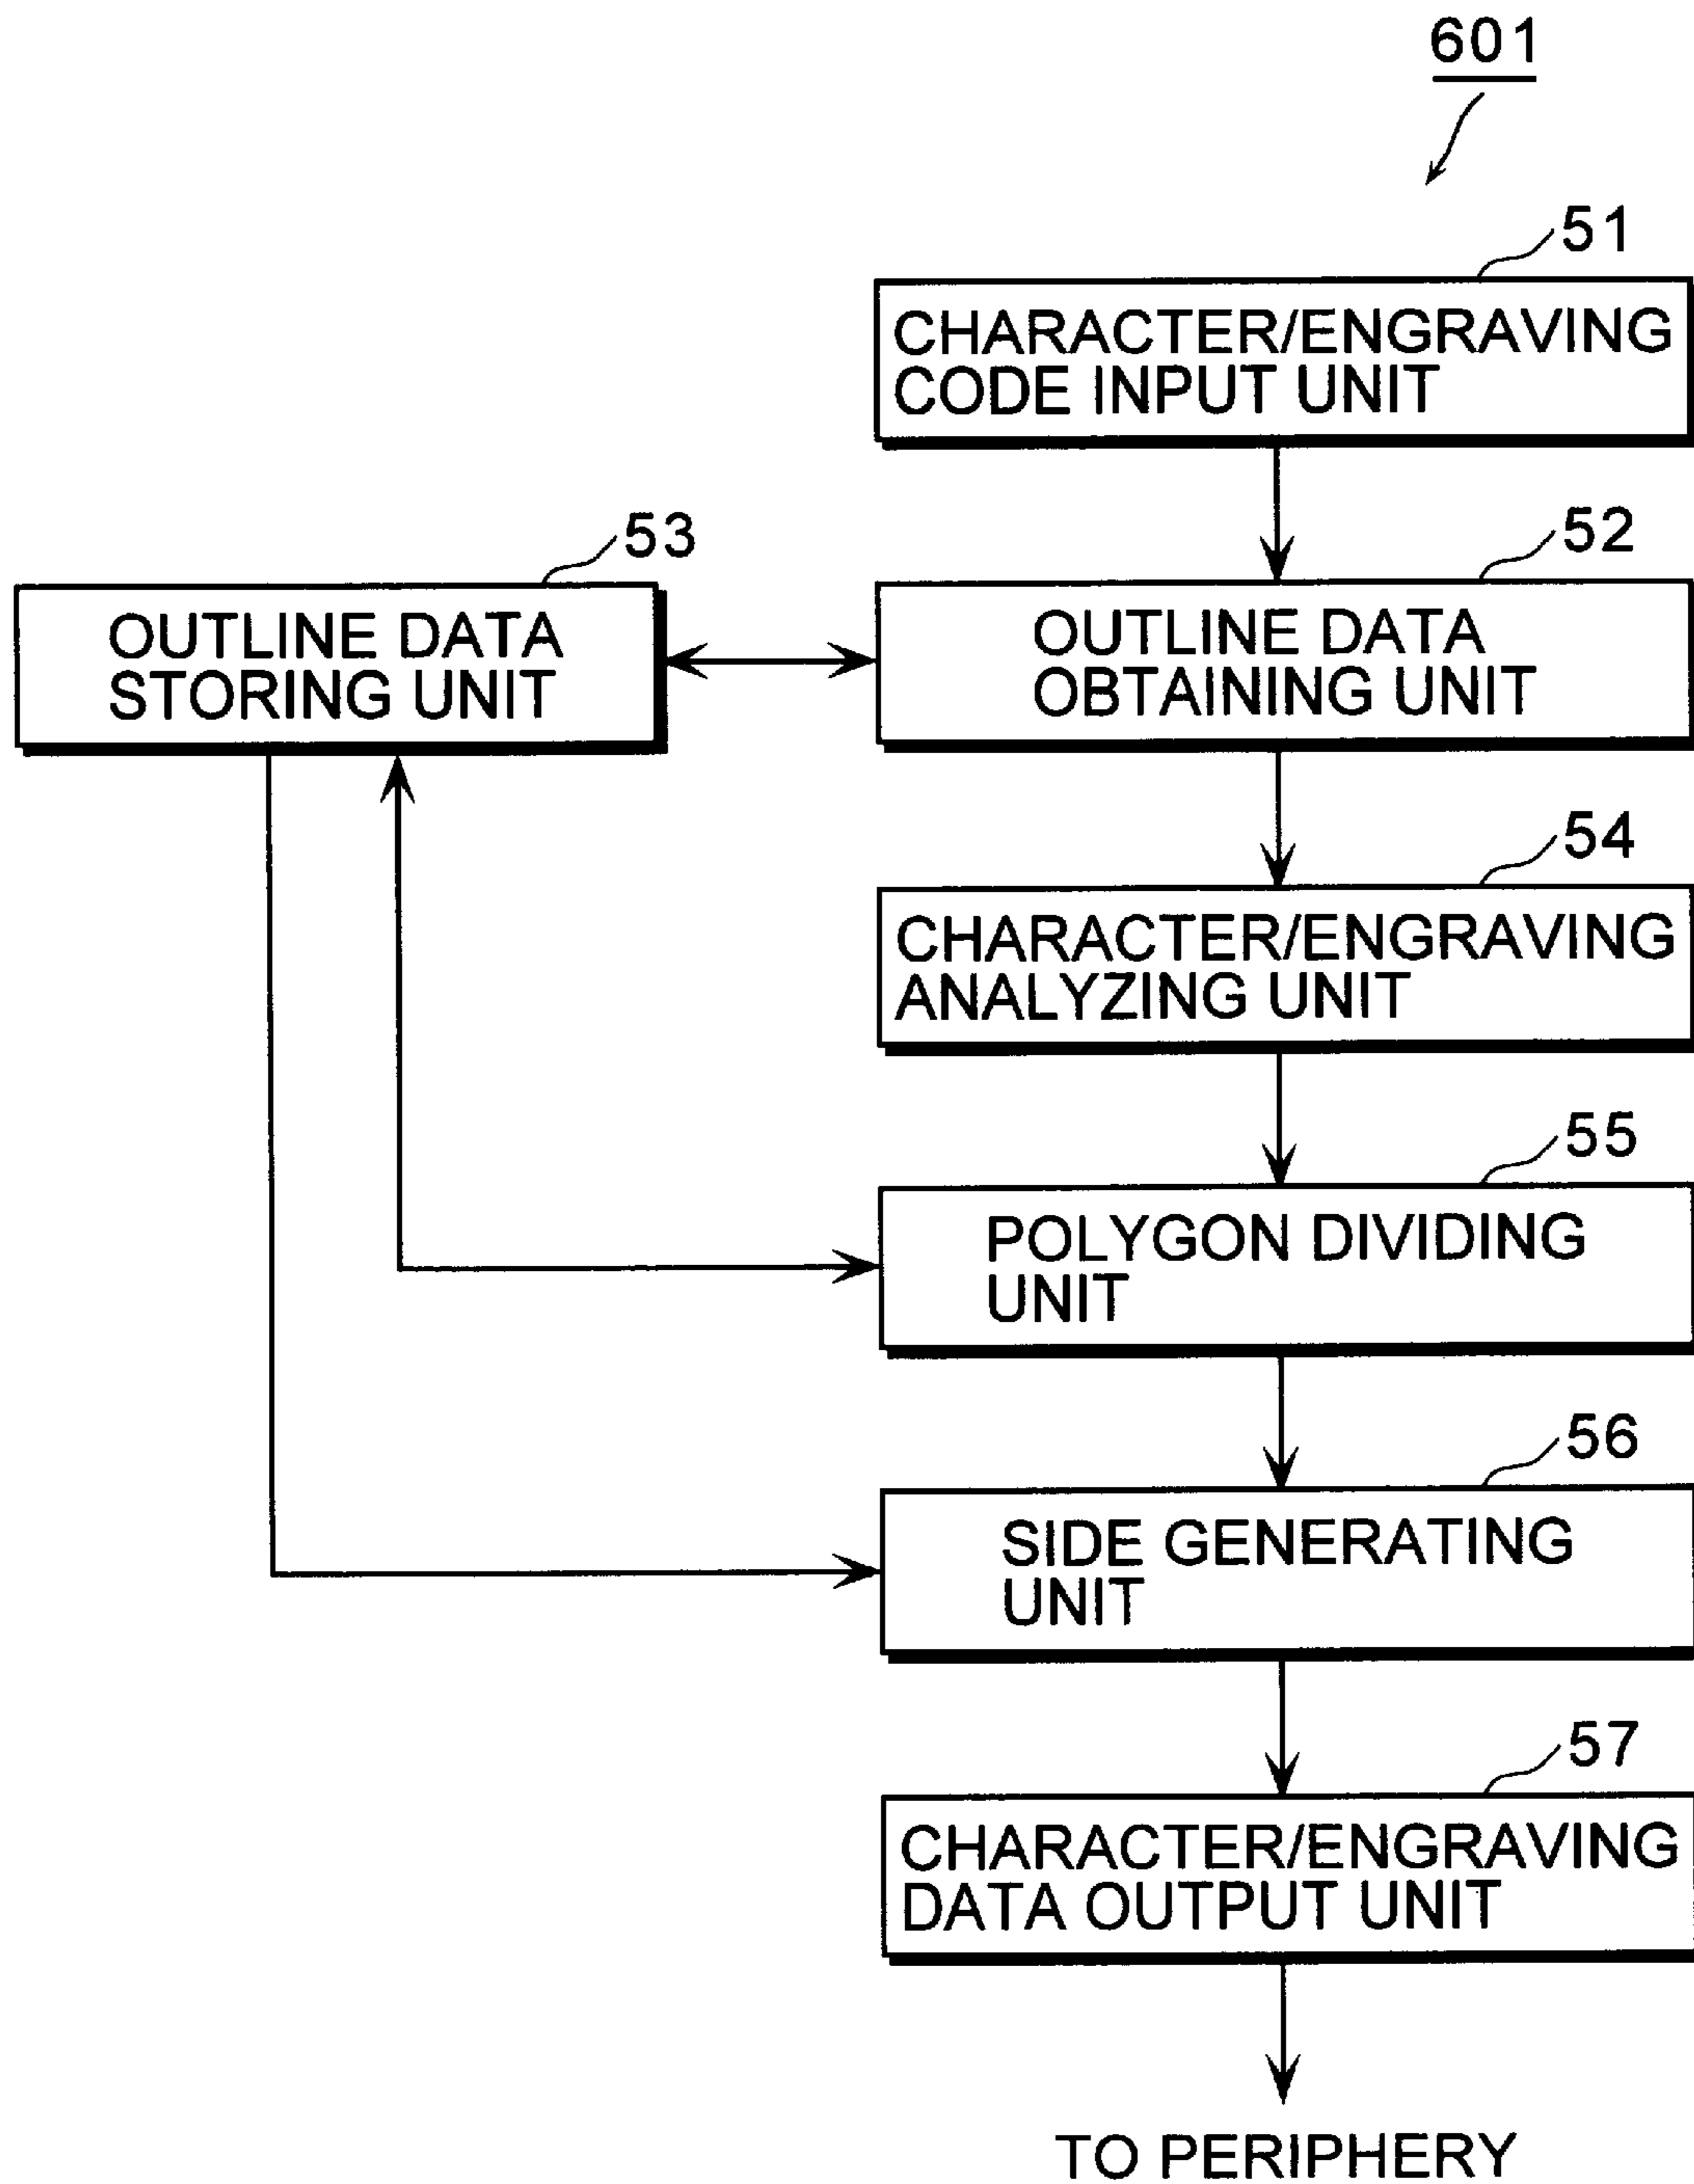 601
51
CHARACTER/ENGRAVING
CODE INPUT UNIT
53
OUTLINE DATA
STORING UNIT
52
OUTLINE DATA
OBTAINING UNIT
54
CHARACTER/ENGRAVING
ANALYZING UNIT
55
POLYGON DIVIDING
UNIT
56
SIDE GENERATING
UNIT
57
CHARACTER/ENGRAVING
DATA OUTPUT UNIT
TO PERIPHERY